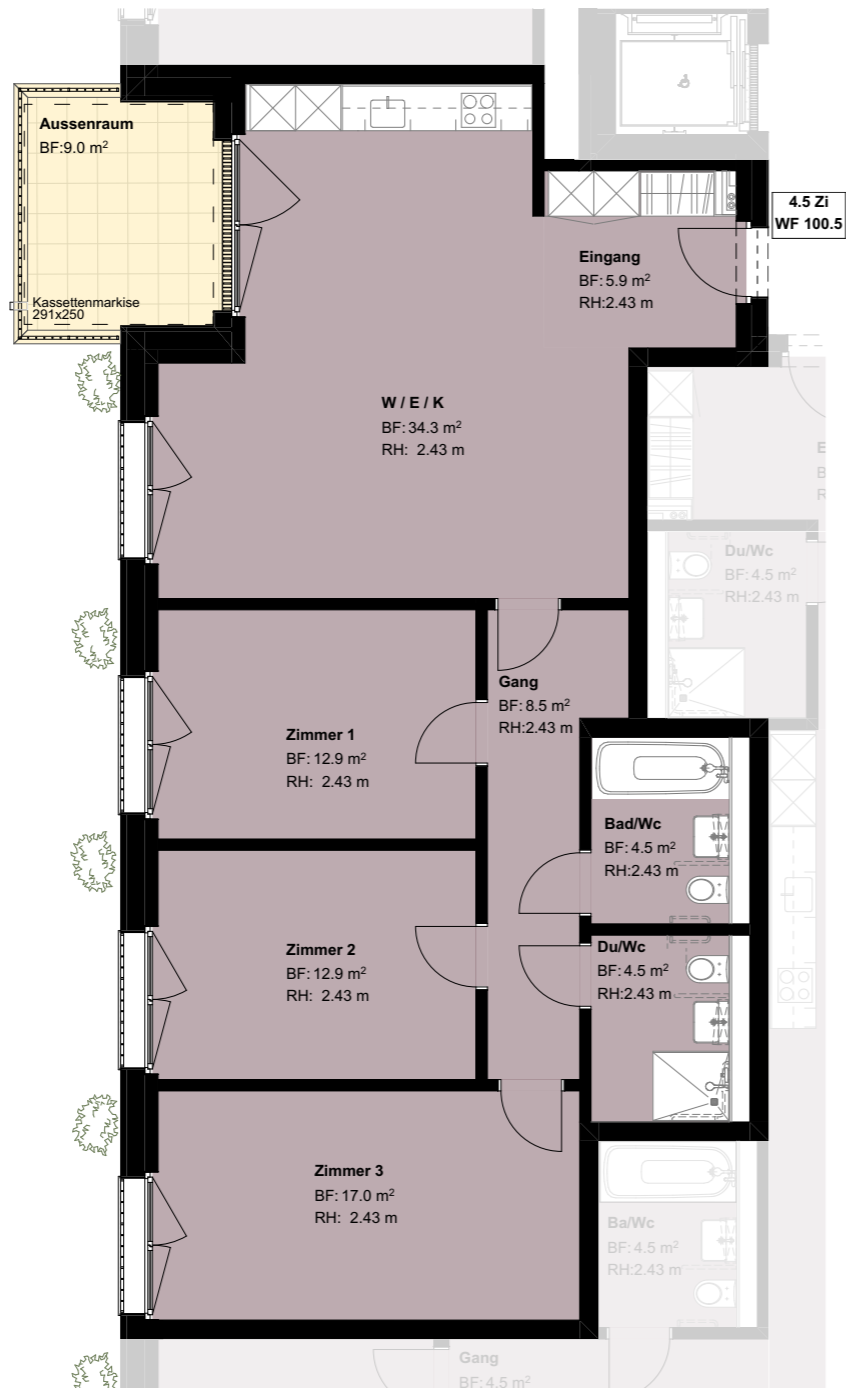 Aussenraum
BF:9.0 m²
Kassettenmarkise
291x250
4.5 Zi
WF 100.5
Eingang
BF: 5.9 m²
RH:2.43 m
W / E / K
BF: 34.3 m²
RH: 2.43 m
E
B
R
Du/Wc
BF: 4.5 m²
RH:2.43 m
Gang
BF: 8.5 m²
RH:2.43 m
Zimmer 1
BF: 12.9 m²
RH: 2.43 m
Bad/Wc
BF: 4.5 m²
RH:2.43 m
Zimmer 2
BF: 12.9 m²
RH: 2.43 m
Du/Wc
BF: 4.5 m²
RH:2.43 m
Zimmer 3
BF: 17.0 m²
RH: 2.43 m
Ba/Wc
BF: 4.5 m²
RH:2.43 m
Gang
BF: 4.5 m²